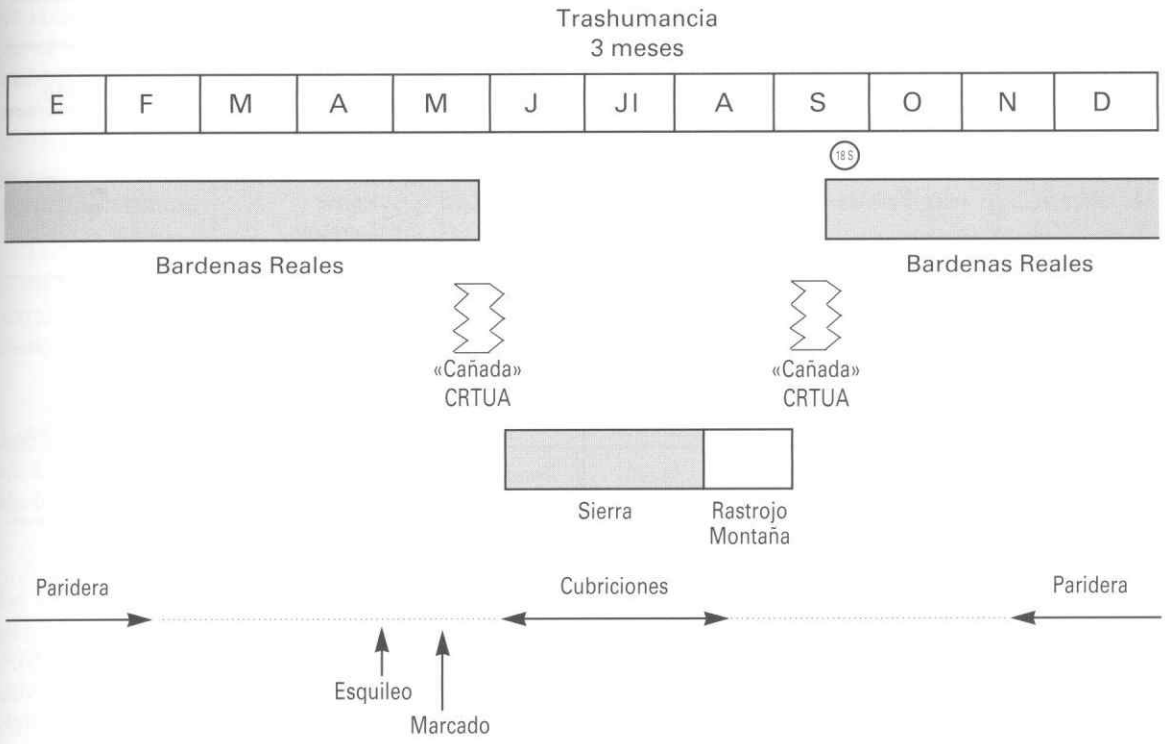 Trashumancia
3 meses
E F M A M J Jl A S O N D
18 S
Bardenas Reales Bardenas Reales
«Cañada» «Cañada»
CRTUA CRTUA
Sierra Rastrojo
Montaña
Paridera Cubriciones Paridera
Esquileo
Marcado